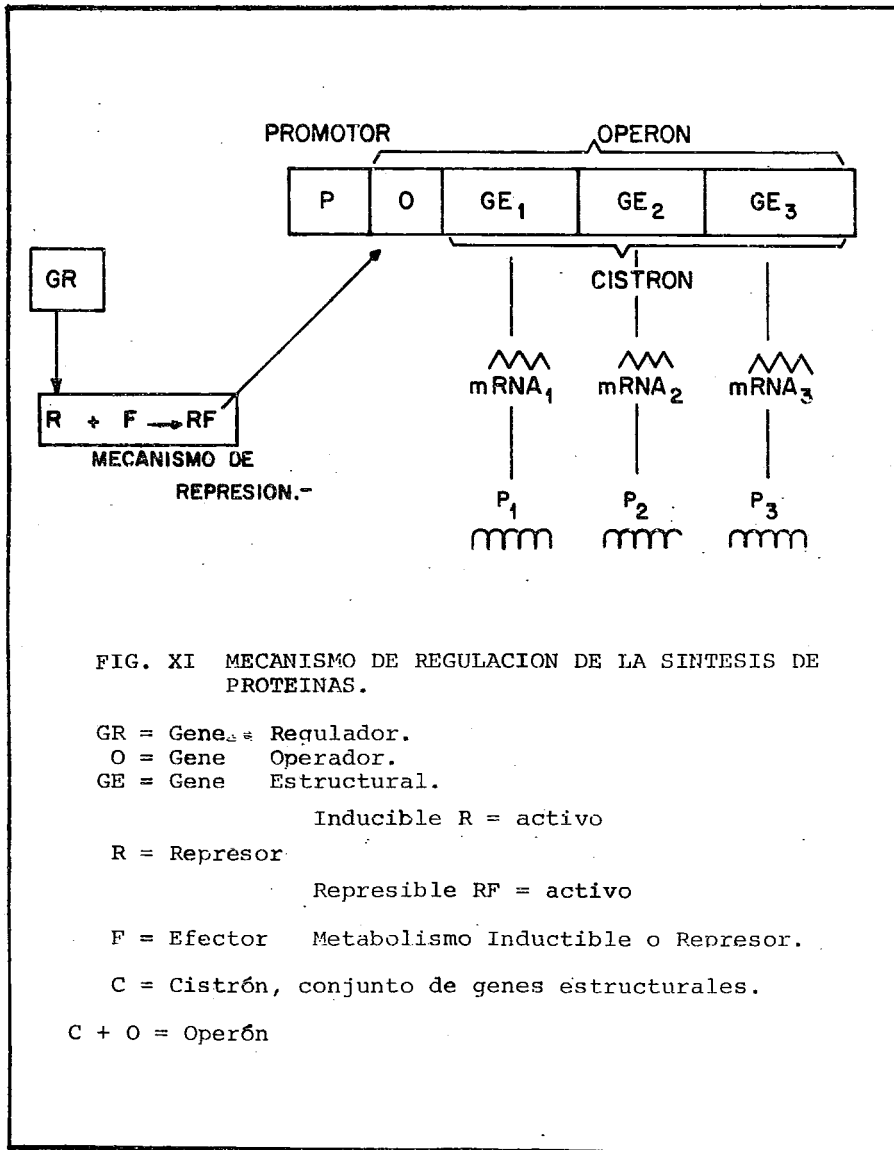 PROMOTOR OPERON
P O GE1 GE2 GE3
CISTRON
GR
mRNA1 mRNA2 mRNA3
R + F → RF
MECANISMO DE
REPRESION.-
P1 P2 P3
FIG. XI MECANISMO DE REGULACION DE LA SINTESIS DE
PROTEINAS.
GR = Gene Regulador.
O = Gene Operador.
GE = Gene Estructural.
Inducible R = activo
R = Represor
Represible RF = activo
F = Efector Metabolismo Inductible o Represor.
C = Cistrón, conjunto de genes estructurales.
C + O = Operón